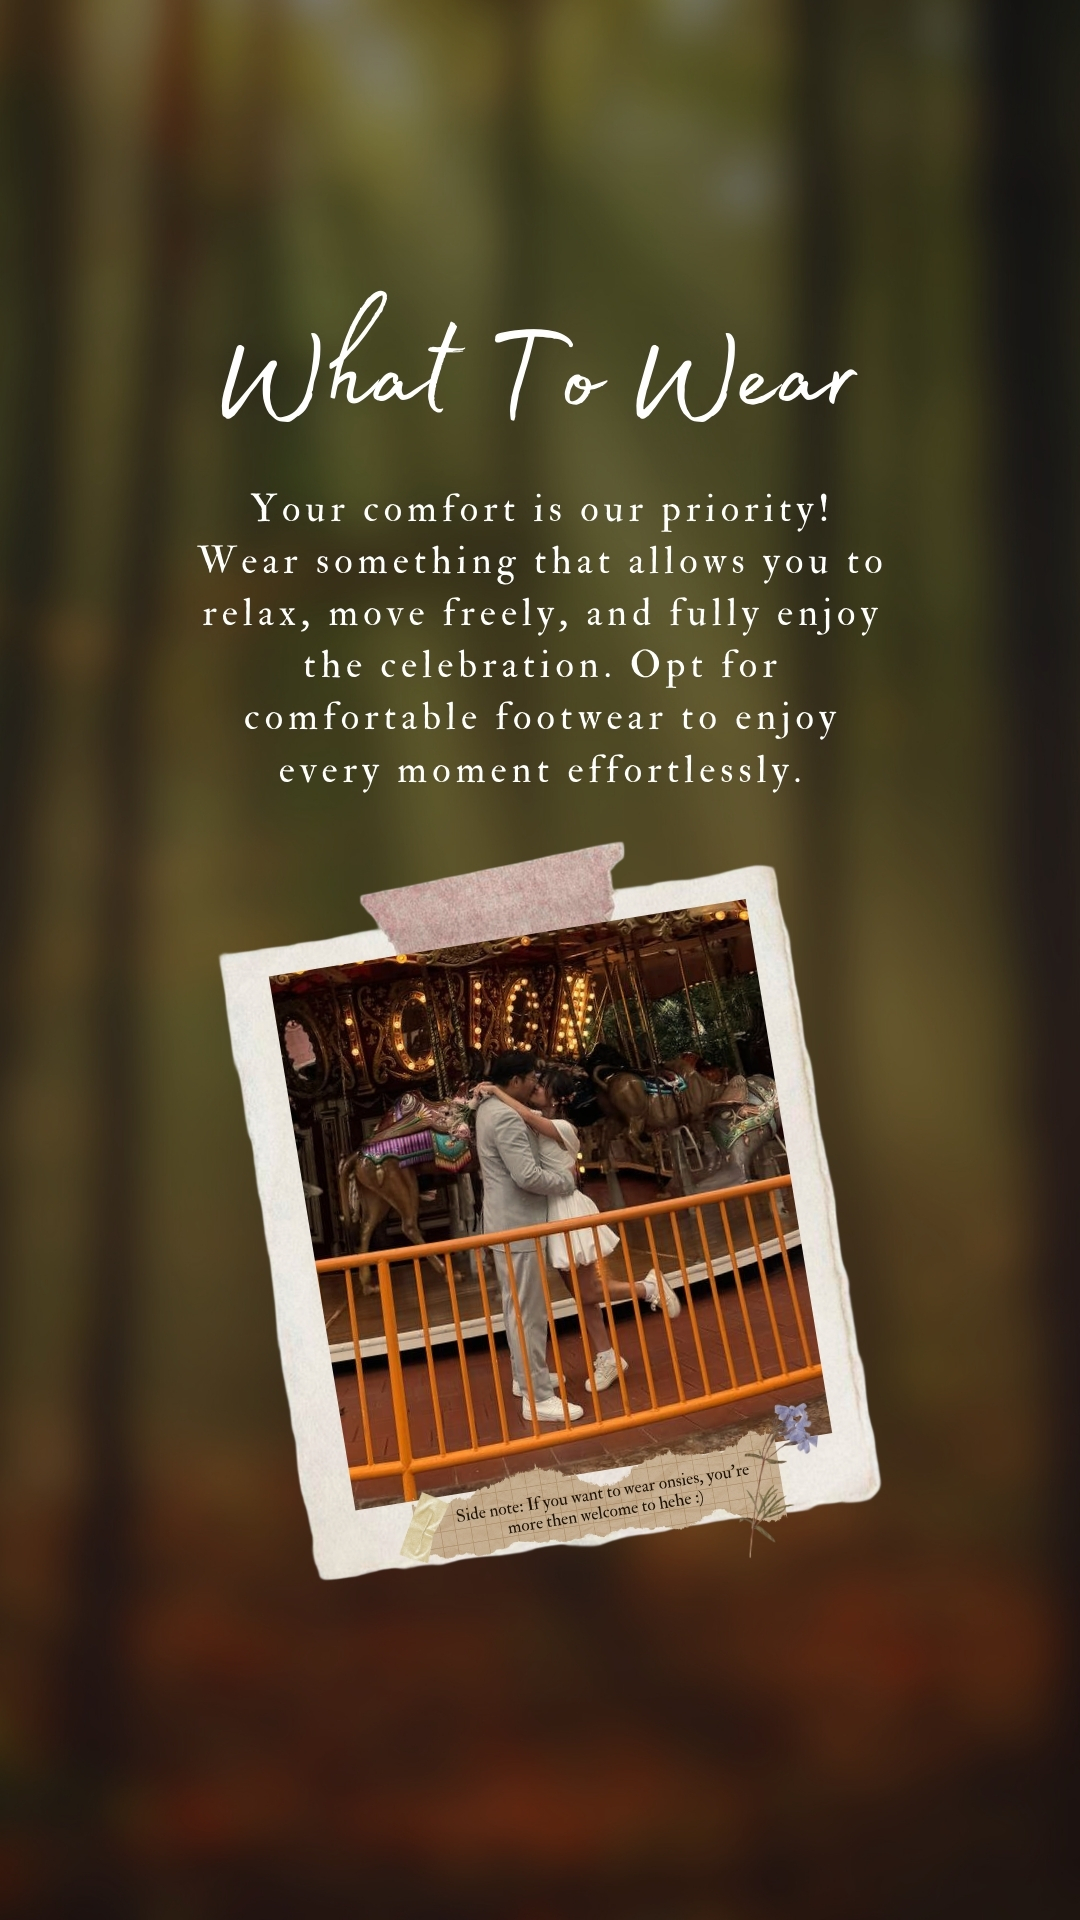 What To Wear
Your comfort is our priority!
Wear something that allows you to
relax, move freely, and fully enjoy
the celebration. Opt for
comfortable footwear to enjoy
every moment effortlessly.
Side note: If you want to wear onsies, you're
more then welcome to hehe :)